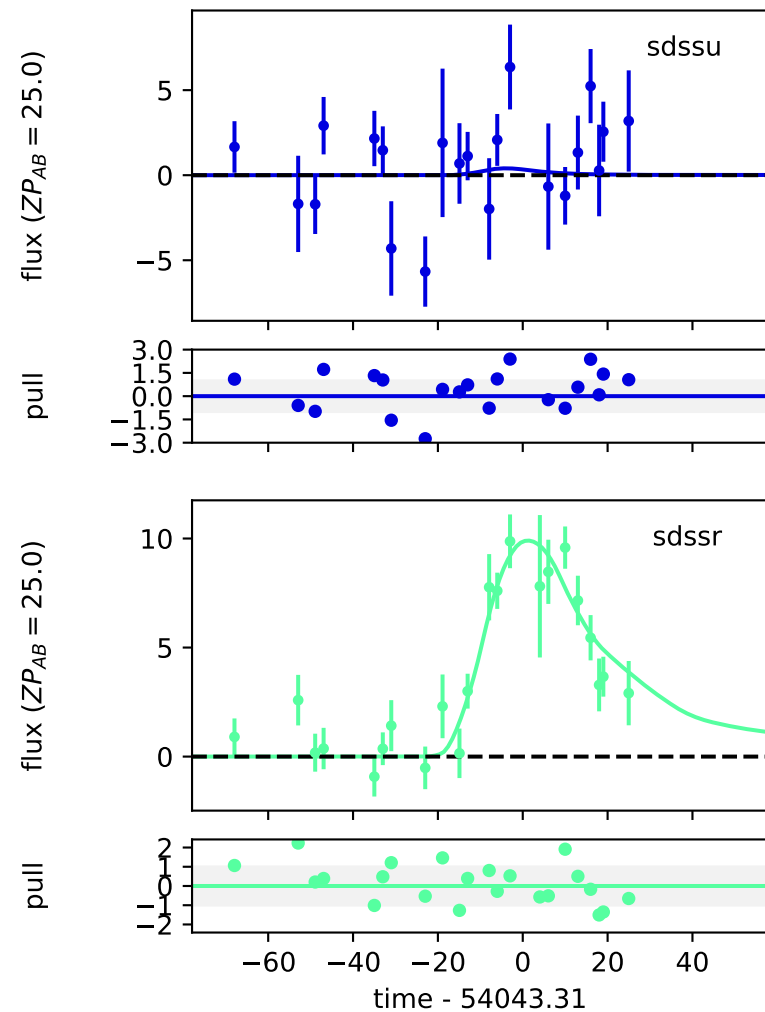 sdssu
flux (ZP_AB = 25.0)
5
0
−5
pull
3.0
1.5
0.0
−1.5
−3.0
sdssr
flux (ZP_AB = 25.0)
10
5
0
pull
2
1
0
−1
−2
−60 −40 −20 0 20 40
time - 54043.31